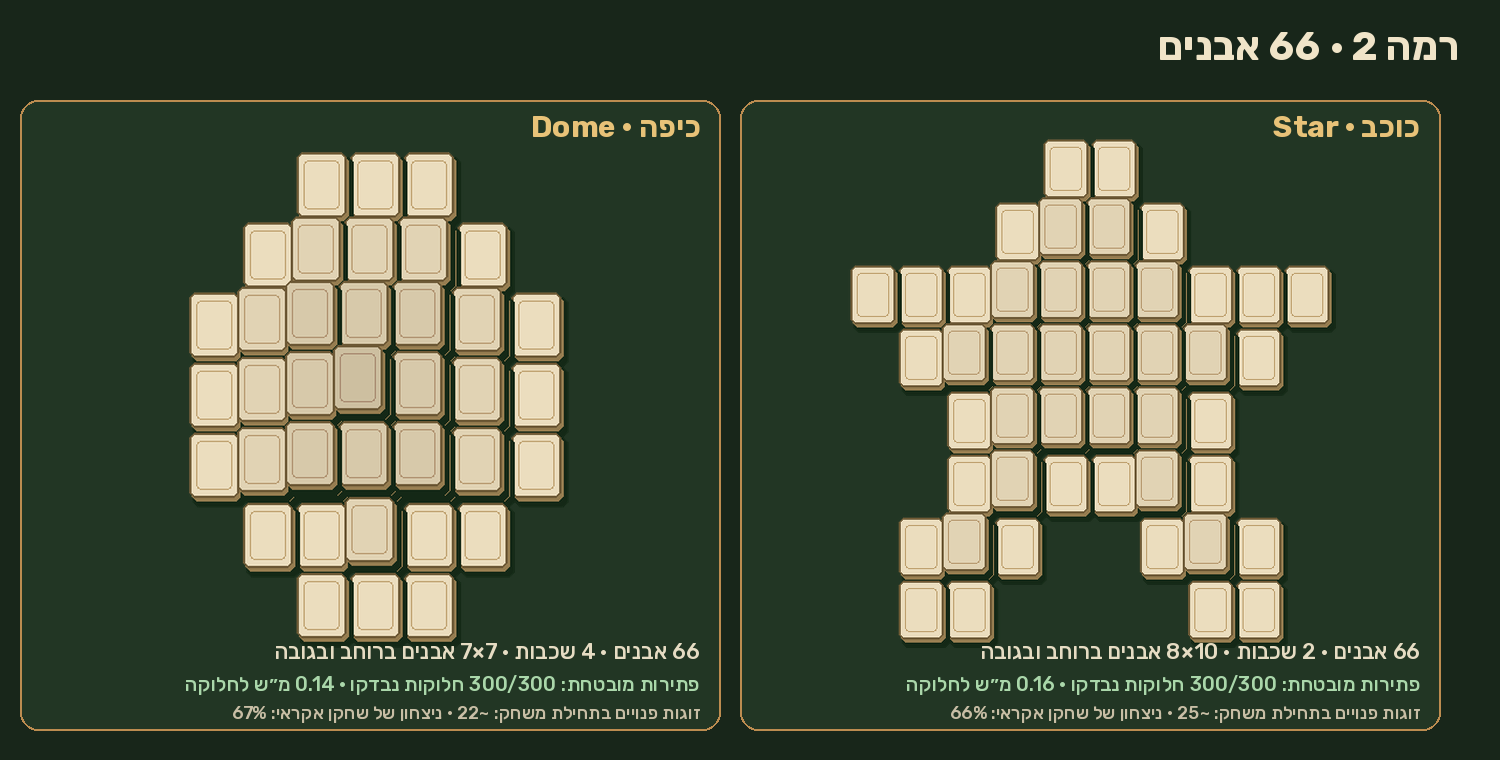 רמה 2 • 66 אבנים
כוכב • Star
66 אבנים • 2 שכבות • 10×8 אבנים ברוחב ובגובה
פתירות מובטחת: 300/300 חלוקות נבדקו • 0.16 מ״ש לחלוקה
זוגות פנויים בתחילת משחק: ~25 • ניצחון של שחקן אקראי: 66%
כיפה • Dome
66 אבנים • 4 שכבות • 7×7 אבנים ברוחב ובגובה
פתירות מובטחת: 300/300 חלוקות נבדקו • 0.14 מ״ש לחלוקה
זוגות פנויים בתחילת משחק: ~22 • ניצחון של שחקן אקראי: 67%